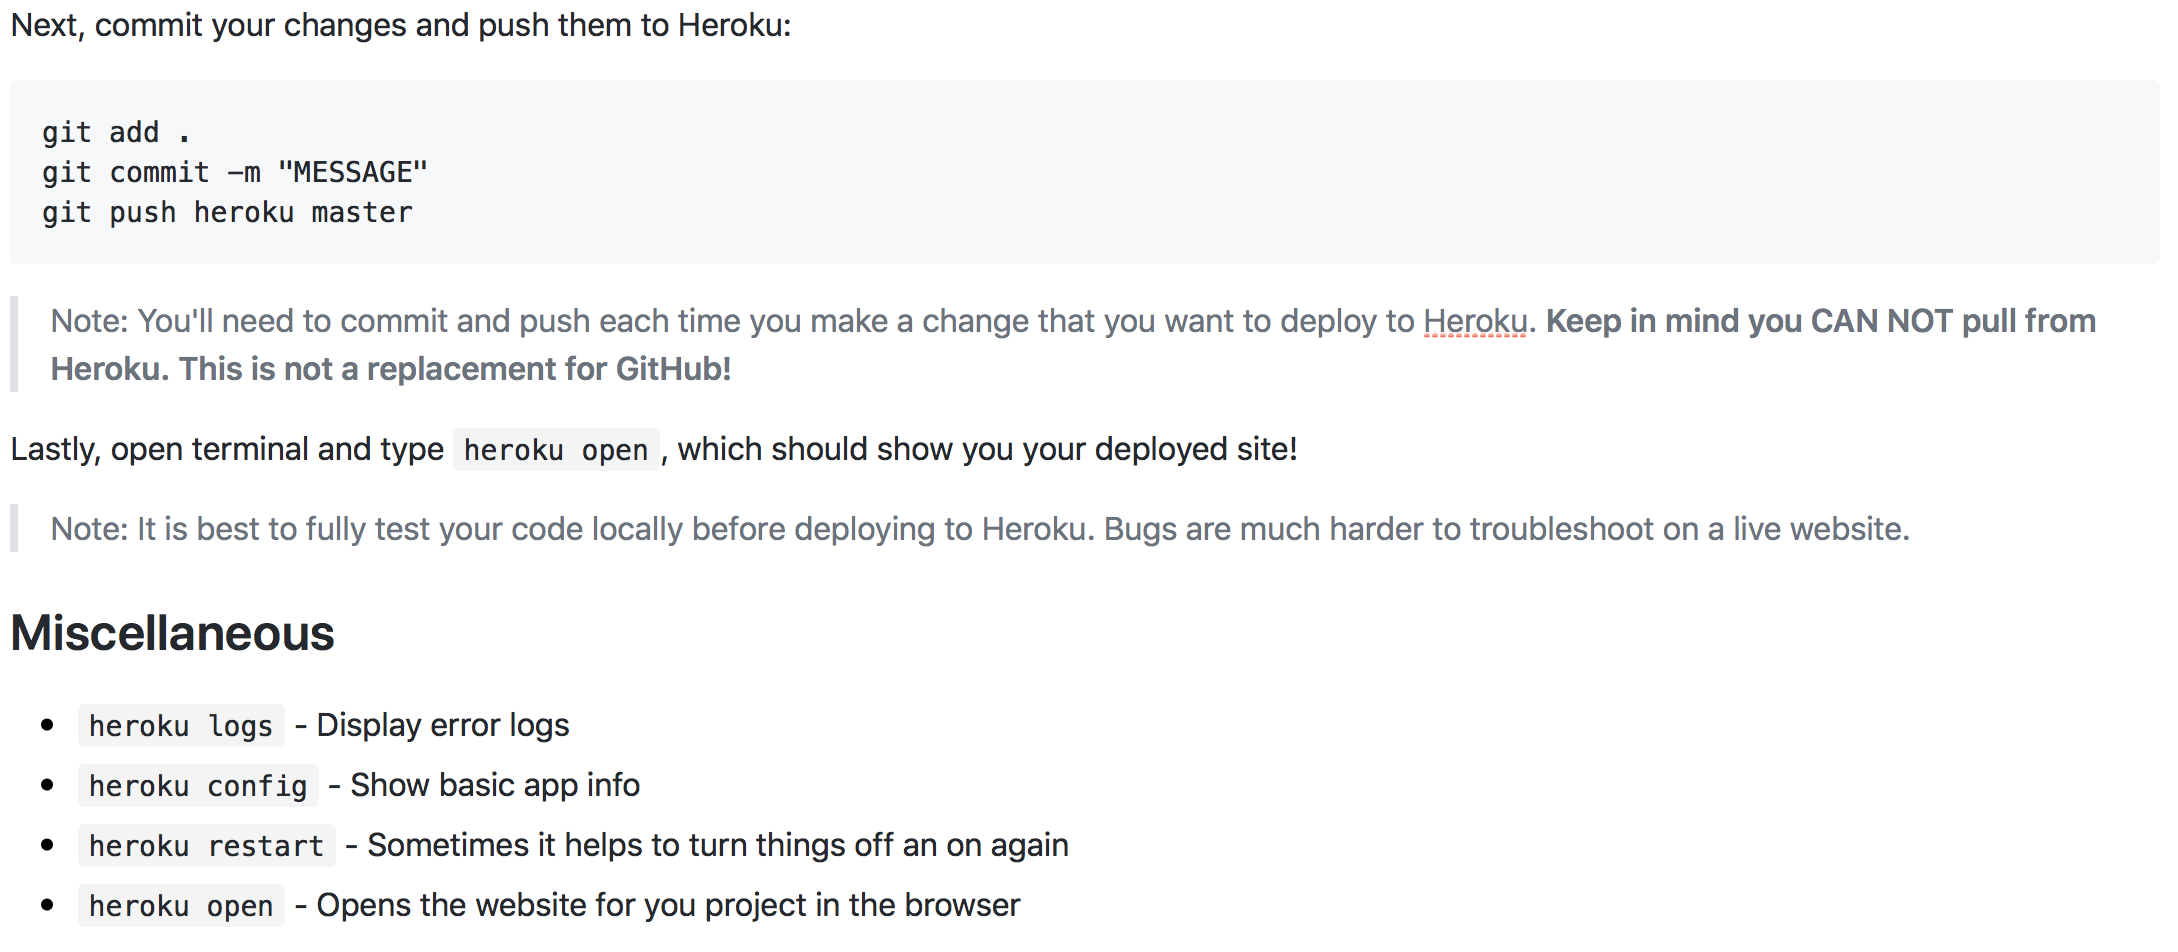 Next, commit your changes and push them to Heroku:
git add .
git commit -m "MESSAGE"
git push heroku master
Note: You'll need to commit and push each time you make a change that you want to deploy to Heroku. Keep in mind you CAN NOT pull from
Heroku. This is not a replacement for GitHub!
Lastly, open terminal and type heroku open, which should show you your deployed site!
Note: It is best to fully test your code locally before deploying to Heroku. Bugs are much harder to troubleshoot on a live website.
Miscellaneous
• heroku logs - Display error logs
• heroku config - Show basic app info
• heroku restart - Sometimes it helps to turn things off an on again
• heroku open - Opens the website for you project in the browser